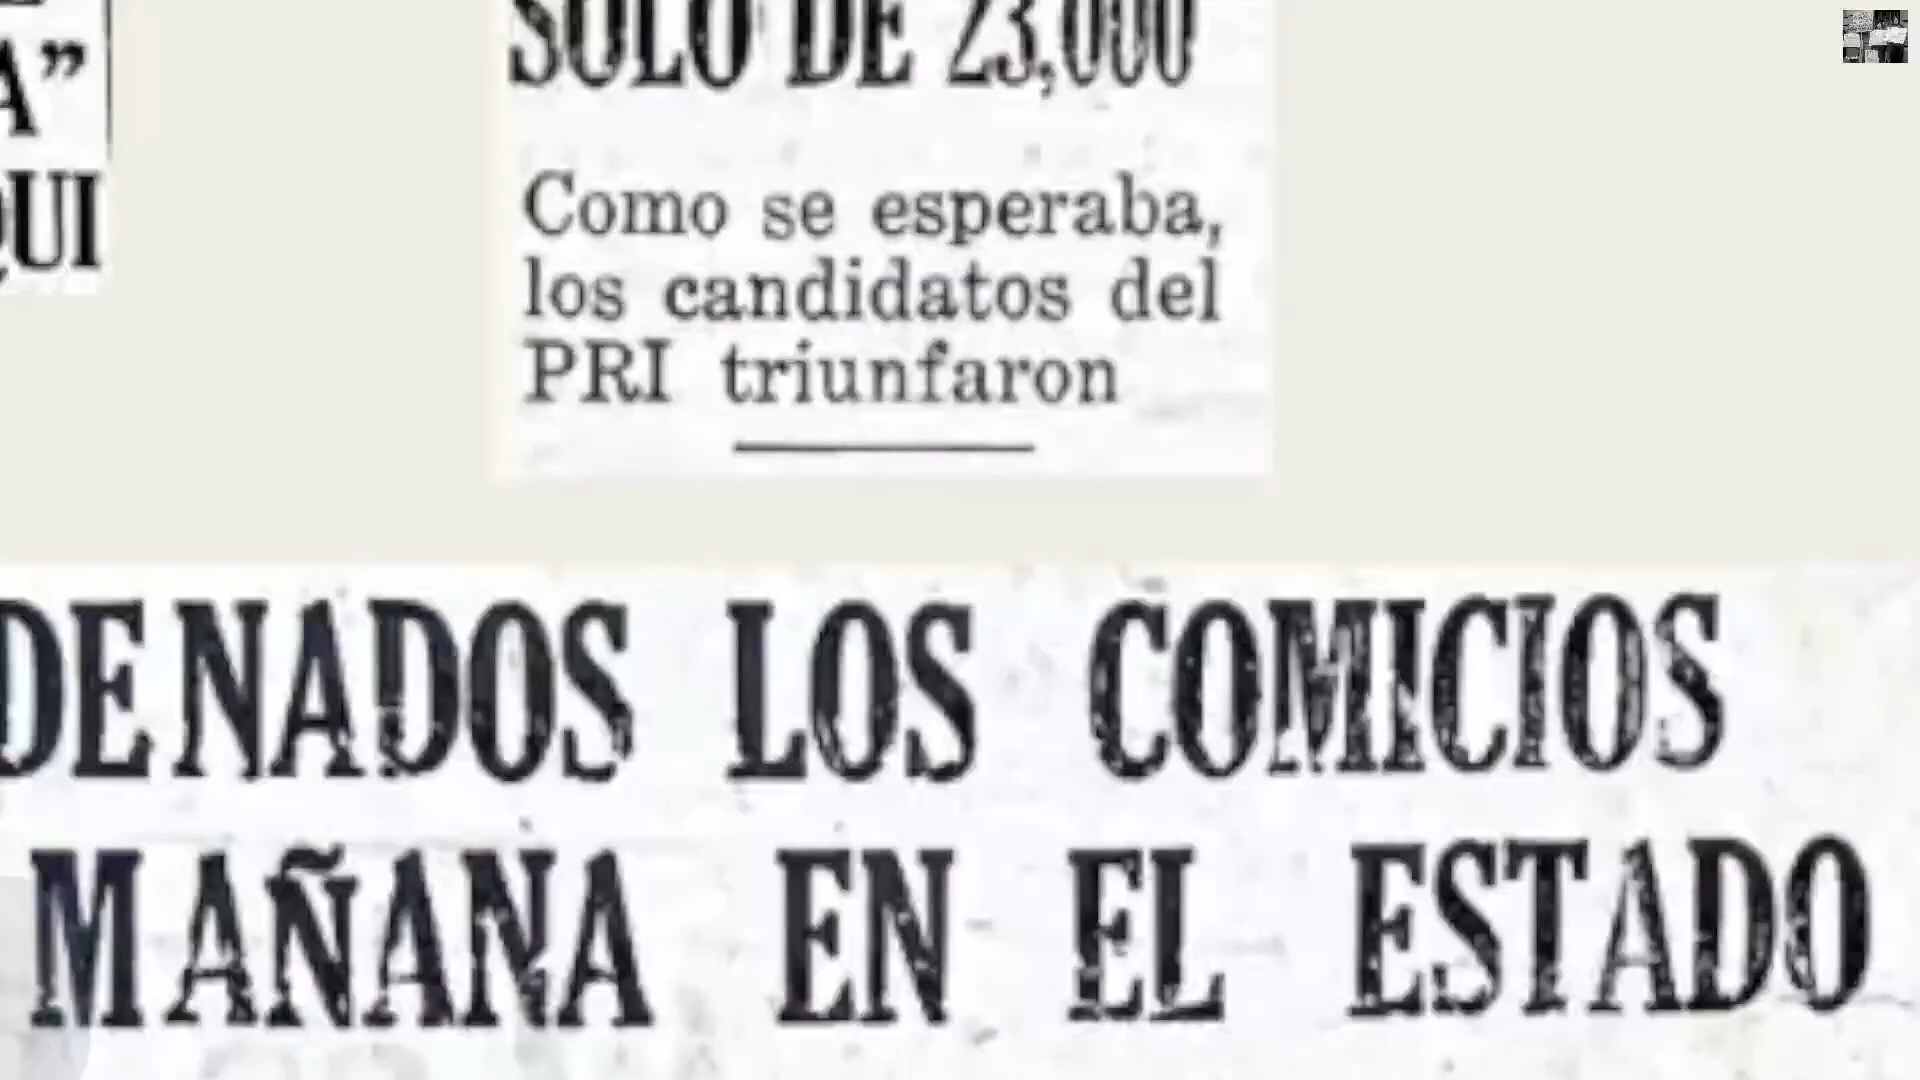 A”
QUI
SOLO DE 23,000
Como se esperaba,
los candidatos del
PRI triunfaron
DENADOS LOS COMICIOS
MAÑANA EN EL ESTADO